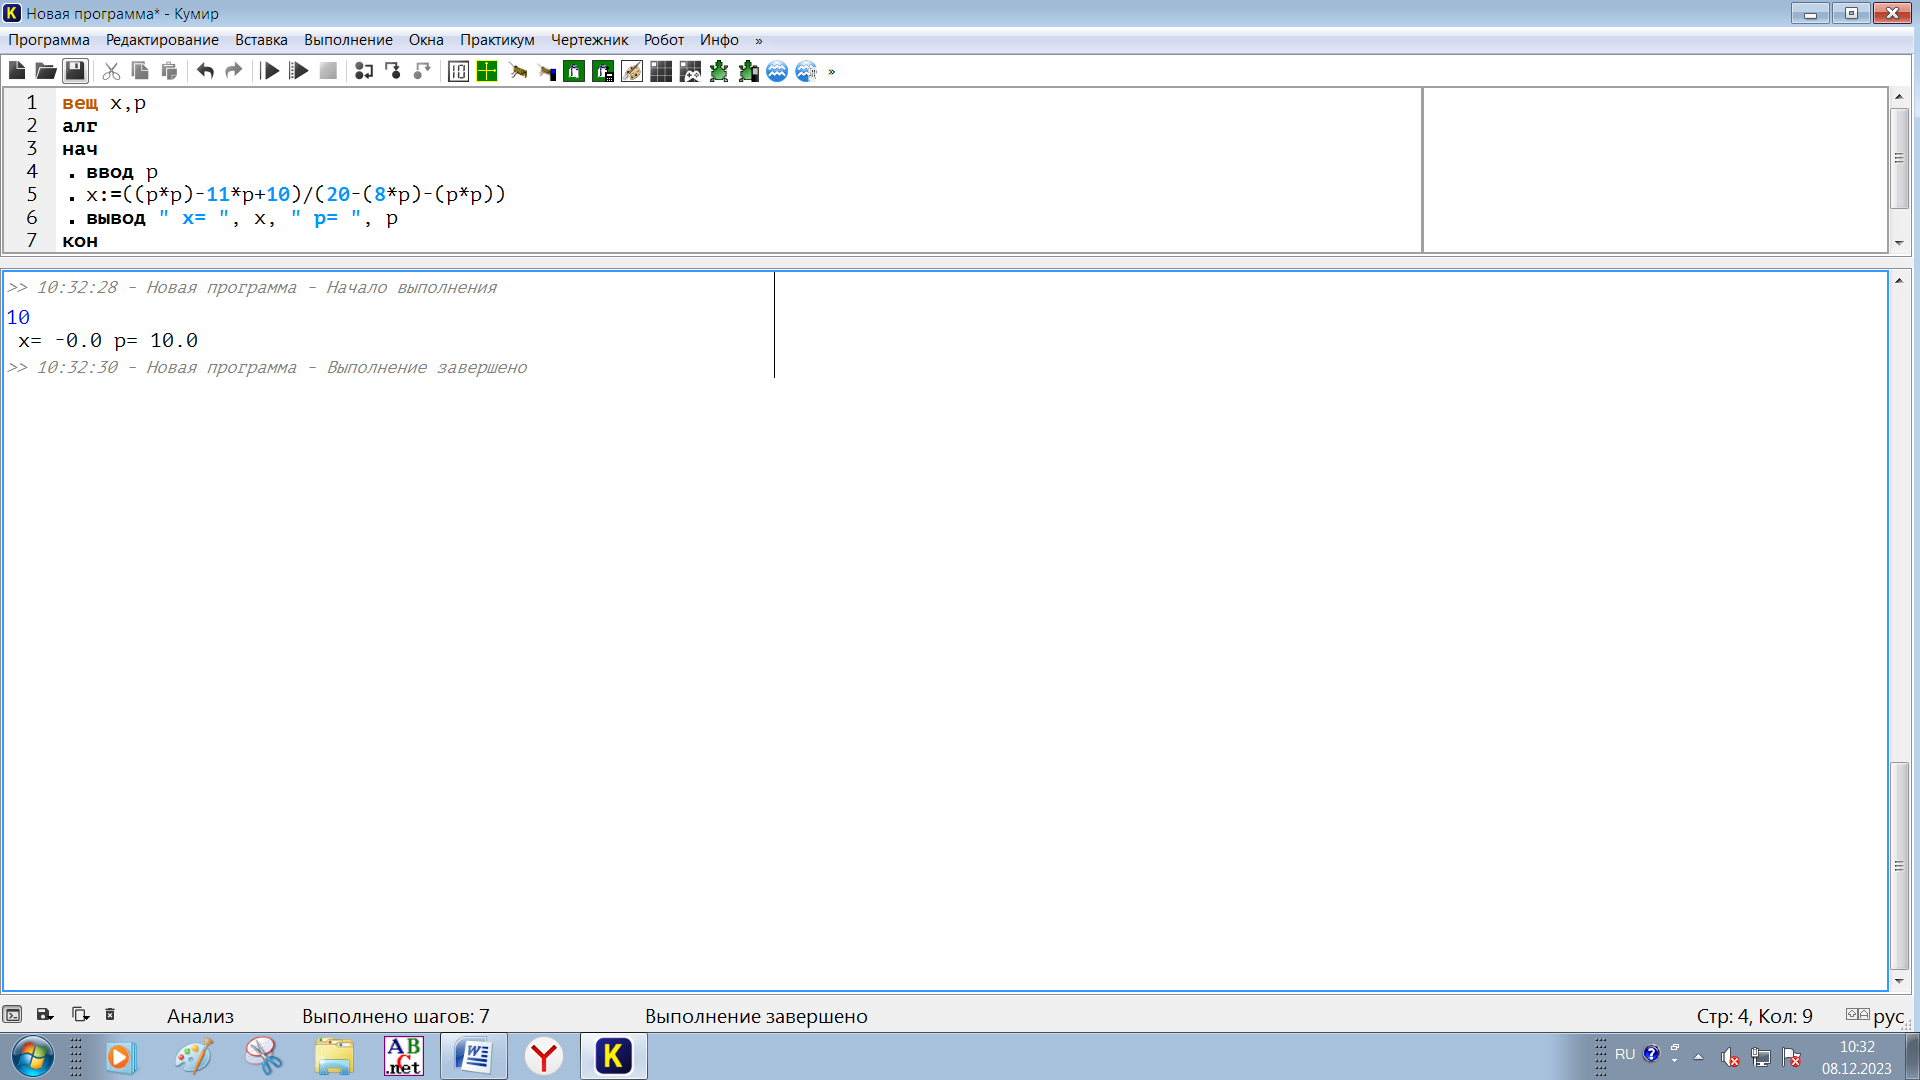 Новая программа* - Кумир
Программа Редактирование Вставка Выполнение Окна Практикум Чертежник Робот Инфо »
»
1 вещ x,p
2 алг
3 нач
4 . ввод p
5 . x:=((p*p)-11*p+10)/(20-(8*p)-(p*p))
6 . вывод " x= ", x, " p= ", p
7 кон
>> 10:32:28 - Новая программа - Начало выполнения
10
x= -0.0 p= 10.0
>> 10:32:30 - Новая программа - Выполнение завершено
Анализ Выполнено шагов: 7 Выполнение завершено Стр: 4, Кол: 9 рус
AB
C
.net
W
Y
K
RU
10:32
08.12.2023